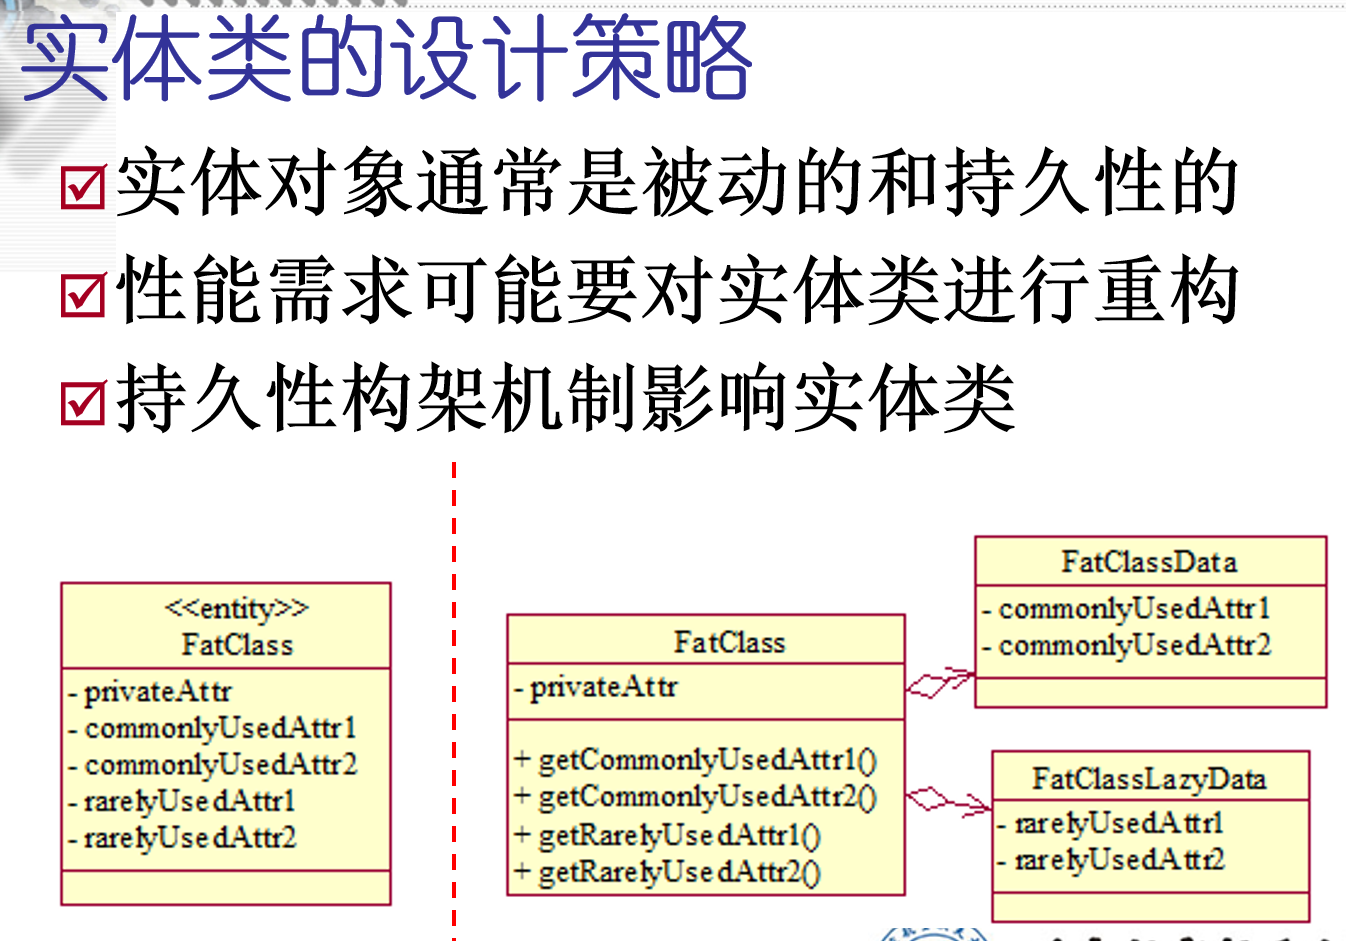 实体类的设计策略
实体对象通常是被动的和持久性的
性能需求可能要对实体类进行重构
持久性构架机制影响实体类
<<entity>>
FatClass
- privateAttr
- commonlyUsedAttr1
- commonlyUsedAttr2
- rarelyUsedAttr1
- rarelyUsedAttr2
FatClass
- privateAttr
+ getCommonlyUsedAttr1()
+ getCommonlyUsedAttr2()
+ getRarelyUsedAttr1()
+ getRarelyUsedAttr2()
FatClassData
- commonlyUsedAttr1
- commonlyUsedAttr2
FatClassLazyData
- rarelyUsedAttr1
- rarelyUsedAttr2